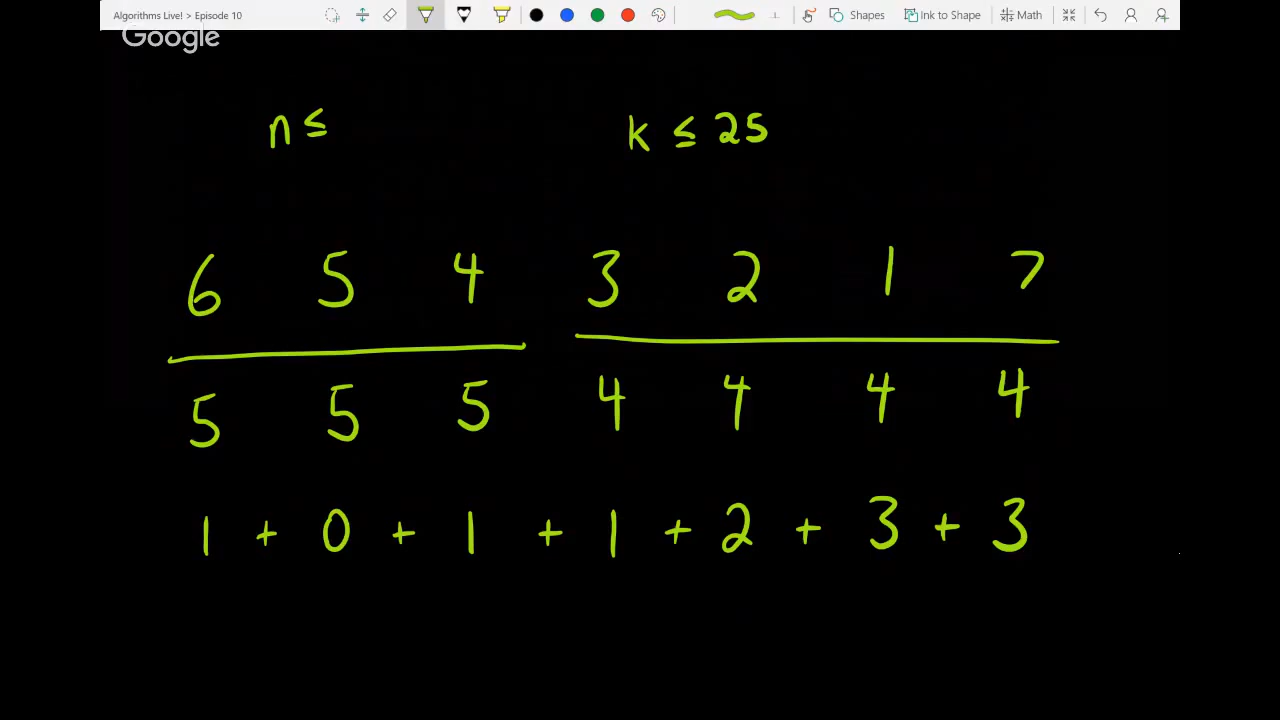 Algorithms Live! > Episode 10
Shapes
Ink to Shape
Math
Google
n ≤
k ≤ 25
6 5 4 3 2 1 7
5 5 5 4 4 4 4
1 + 0 + 1 + 1 + 2 + 3 + 3